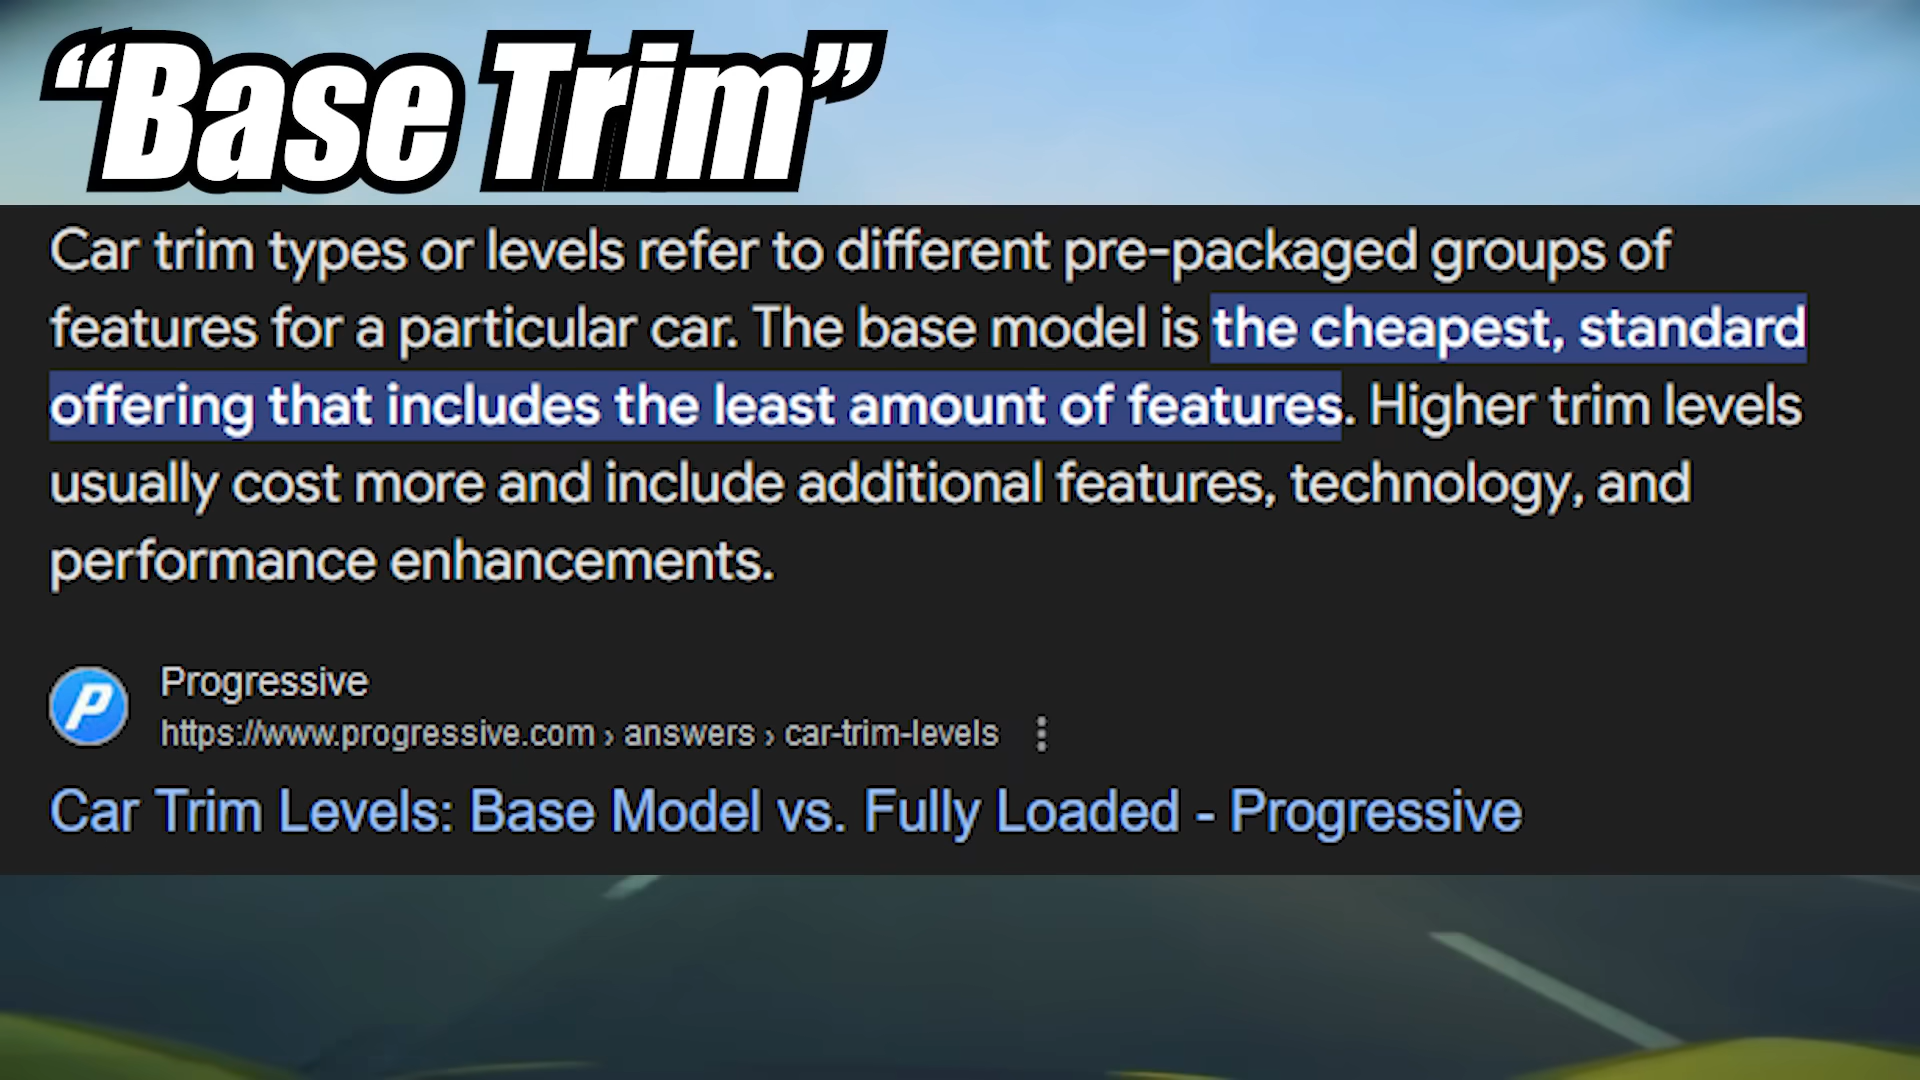 “Base Trim”
Car trim types or levels refer to different pre-packaged groups of
features for a particular car. The base model is the cheapest, standard
offering that includes the least amount of features. Higher trim levels
usually cost more and include additional features, technology, and
performance enhancements.
P
Progressive
https://www.progressive.com › answers › car-trim-levels
Car Trim Levels: Base Model vs. Fully Loaded - Progressive